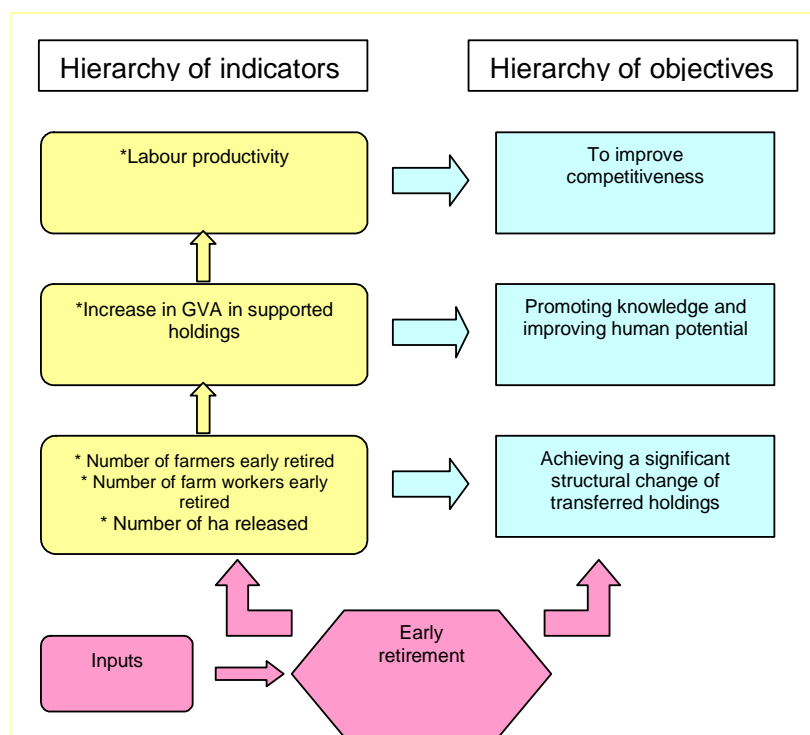 Hierarchy of indicators
Hierarchy of objectives
*Labour productivity
To improve
competitiveness
*Increase in GVA in supported
holdings
Promoting knowledge and
improving human potential
* Number of farmers early retired
* Number of farm workers early
retired
* Number of ha released
Achieving a significant
structural change of
transferred holdings
Inputs
Early
retirement